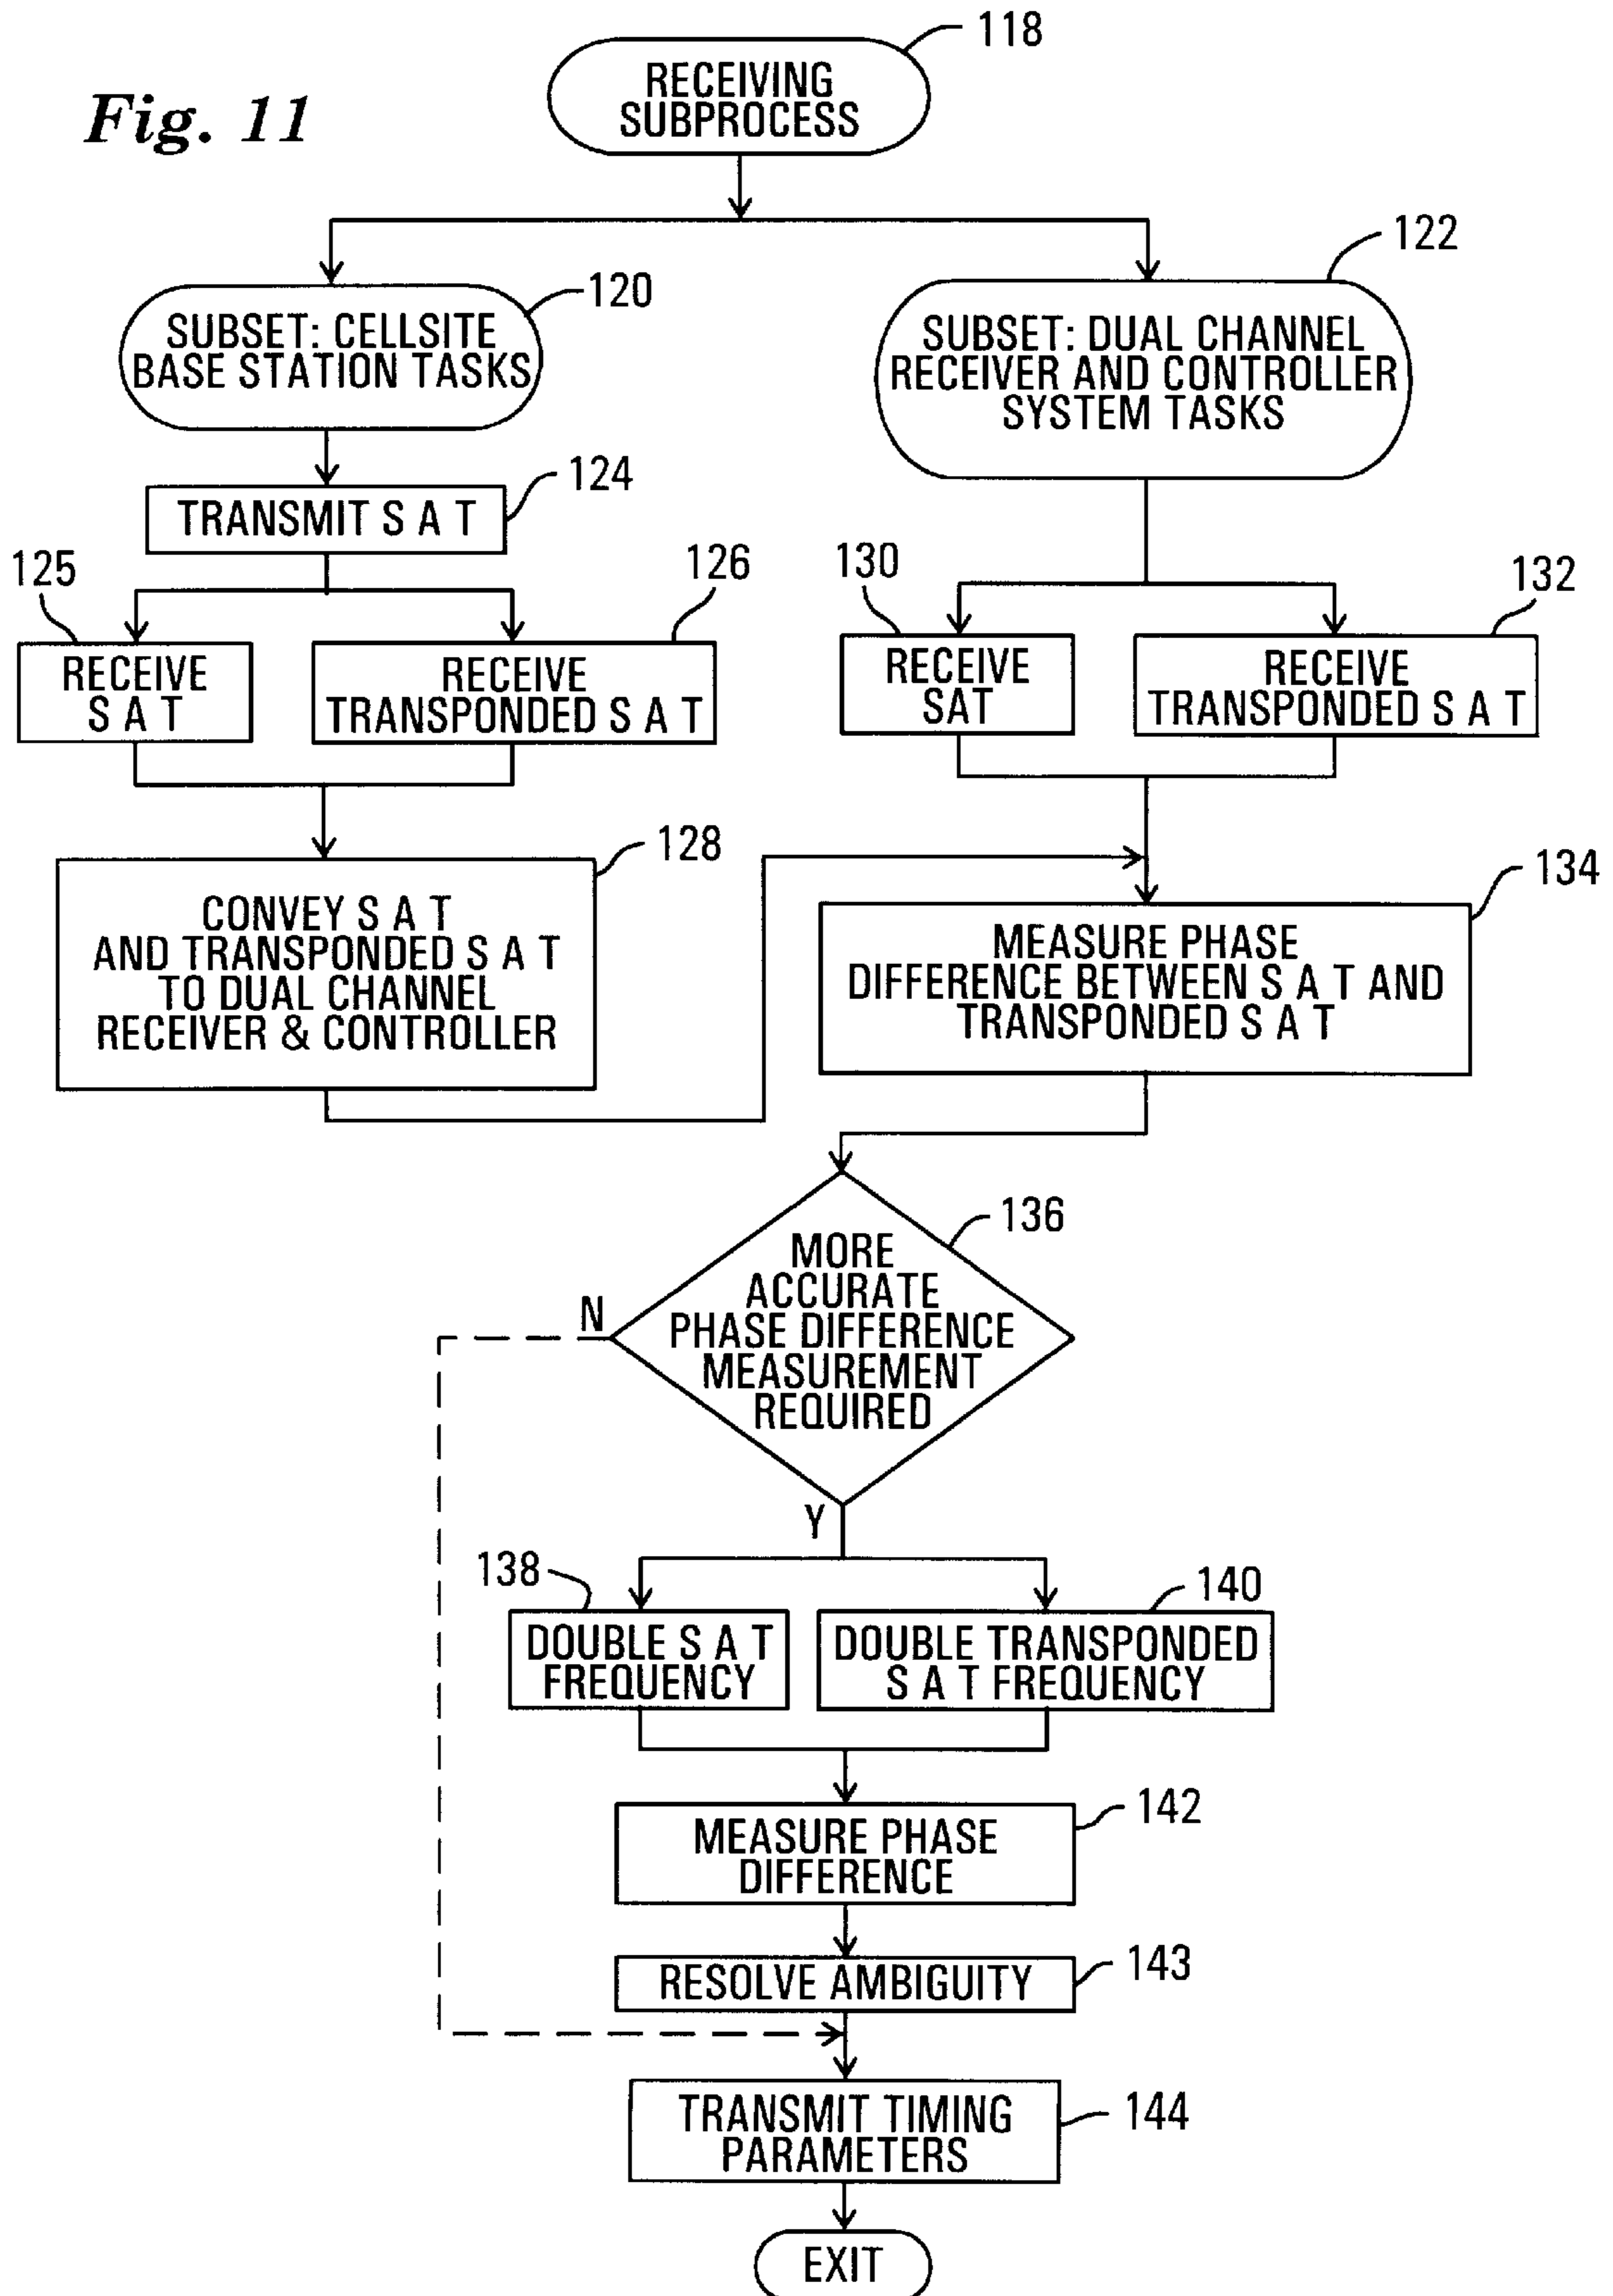 Fig. 11
118
RECEIVING
SUBPROCESS
120
SUBSET: CELLSITE
BASE STATION TASKS
122
SUBSET: DUAL CHANNEL
RECEIVER AND CONTROLLER
SYSTEM TASKS
124
TRANSMIT S A T
125
RECEIVE
S A T
126
RECEIVE
TRANSPONDED S A T
130
RECEIVE
SAT
132
RECEIVE
TRANSPONDED S A T
128
CONVEY S A T
AND TRANSPONDED S A T
TO DUAL CHANNEL
RECEIVER & CONTROLLER
134
MEASURE PHASE
DIFFERENCE BETWEEN S A T AND
TRANSPONDED S A T
136
MORE
ACCURATE
PHASE DIFFERENCE
MEASUREMENT
REQUIRED
N
Y
138
DOUBLE S A T
FREQUENCY
140
DOUBLE TRANSPONDED
S A T FREQUENCY
142
MEASURE PHASE
DIFFERENCE
143
RESOLVE AMBIGUITY
144
TRANSMIT TIMING
PARAMETERS
EXIT